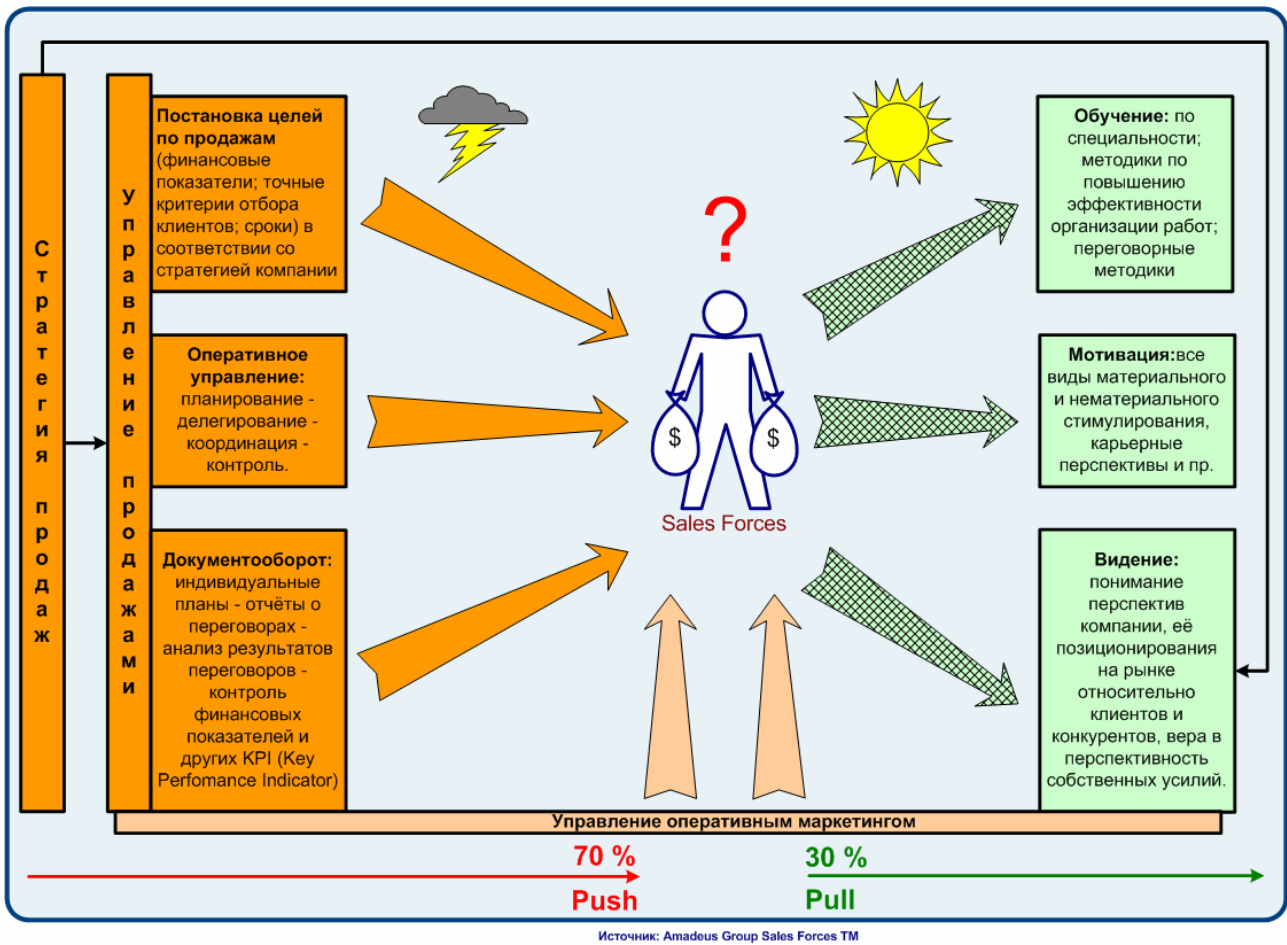 Стратегия продаж
Управление продажами
Постановка целей
по продажам
(финансовые
показатели; точные
критерии отбора
клиентов; сроки) в
соответствии со
стратегией компании
Оперативное
управление:
планирование -
делегирование -
координация -
контроль.
Документооборот:
индивидуальные
планы - отчёты о
переговорах -
анализ результатов
переговоров -
контроль
финансовых
показателей и
других KPI (Key
Perfomance Indicator)
?
$
$
Sales Forces
Обучение: по
специальности;
методики по
повышению
эффективности
организации работ;
переговорные
методики
Мотивация:все
виды материального
и нематериального
стимулирования,
карьерные
перспективы и пр.
Видение:
понимание
перспектив
компании, её
позиционирования
на рынке
относительно
клиентов и
конкурентов, вера в
перспективность
собственных усилий.
Управление оперативным маркетингом
70 %
Push
30 %
Pull
Источник: Amadeus Group Sales Forces TM